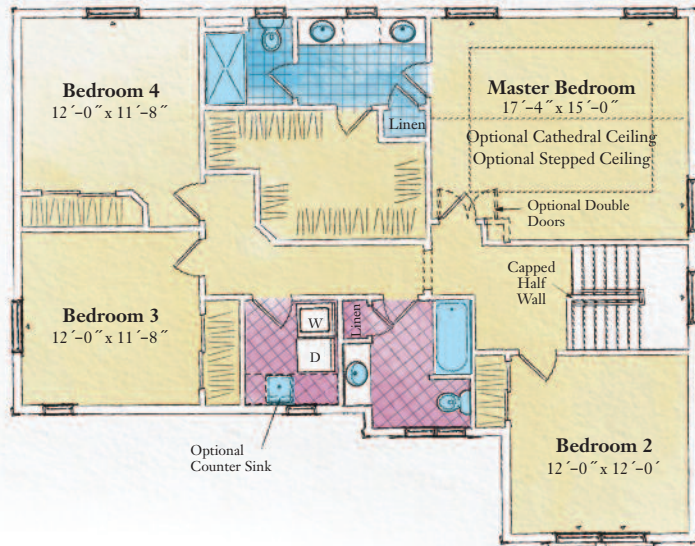 Bedroom 4
12´–0˝ x 11´–8˝
Master Bedroom
17´–4˝ x 15´–0˝
Linen
Optional Cathedral Ceiling
Optional Stepped Ceiling
Optional Double
Doors
Capped
Half
Wall
Bedroom 3
12´–0˝ x 11´–8˝
W
D
Linen
Optional
Counter Sink
Bedroom 2
12´–0˝ x 12´–0´